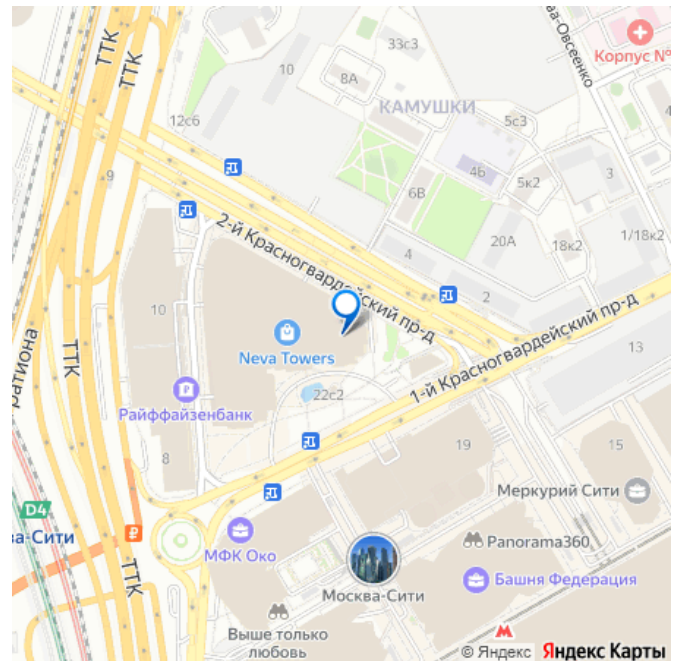 ТТК
ТТК
33с3
ва-Овсеенко
Корпус №
10
8А
КАМУШКИ
12с6
5с3
9
4Б
5к2
3
6В
2-й Красногвардейский пр-д
20А
18к2
1/18к2
4
2
10
ТТК
ратиона
Neva Towers
1-й Красногвардейский пр-д
13
Райффайзенбанк
22с2
8
19
15
Меркурий Сити
D4
ва-Сити
МФК Око
Panorama360
ТТК
Москва-Сити
Башня Федерация
Выше только
любовь
© Яндекс Яндекс Карты